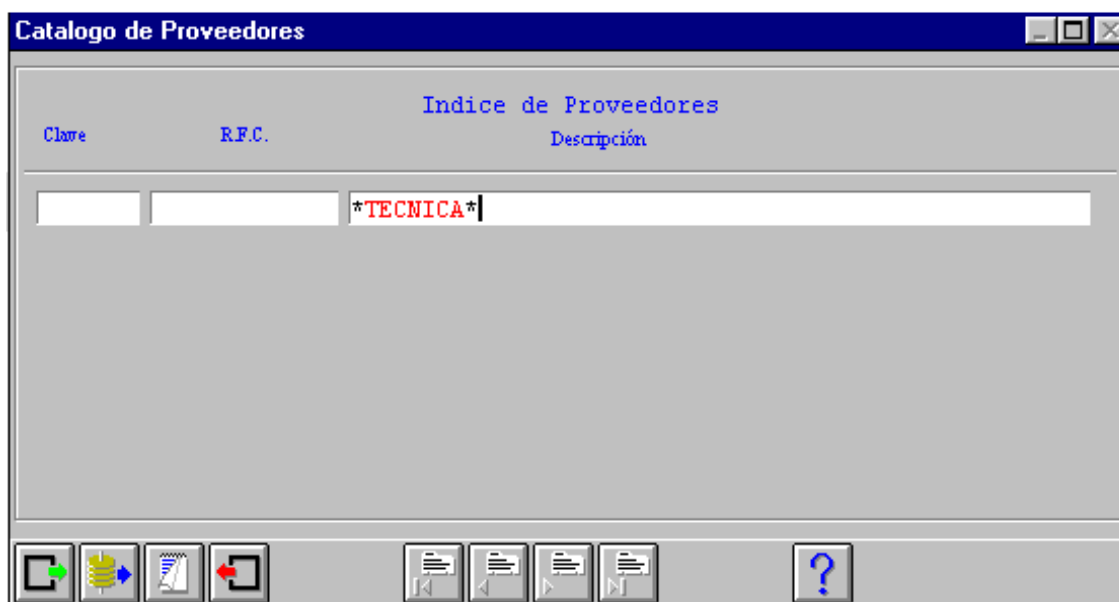 Catalogo de Proveedores
Indice de Proveedores
Clave R.F.C. Descripción
*TECNICA*
?